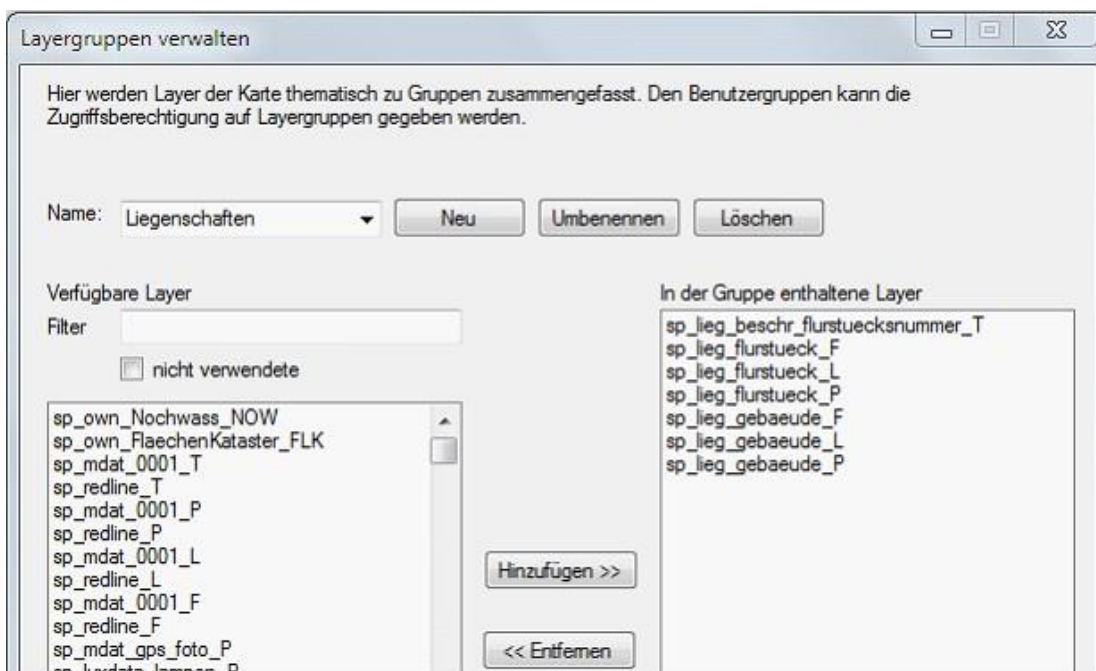 Layergruppen verwalten
Hier werden Layer der Karte thematisch zu Gruppen zusammengefasst. Den Benutzergruppen kann die
Zugriffsberechtigung auf Layergruppen gegeben werden.
Name: Liegenschaften Neu Umbenennen Löschen
Verfügbare Layer
Filter
nicht verwendete
sp_own_Nochwass_NOW
sp_own_FlaechenKataster_FLK
sp_mdat_0001_T
sp_redline_T
sp_mdat_0001_P
sp_redline_P
sp_mdat_0001_L
sp_redline_L
sp_mdat_0001_F
sp_redline_F
sp_mdat_gps_foto_P
Hinzufügen >>
<< Entfernen
In der Gruppe enthaltene Layer
sp_lieg_beschr_flurstuecksnummer_T
sp_lieg_flurstueck_F
sp_lieg_flurstueck_L
sp_lieg_flurstueck_P
sp_lieg_gebaeude_F
sp_lieg_gebaeude_L
sp_lieg_gebaeude_P